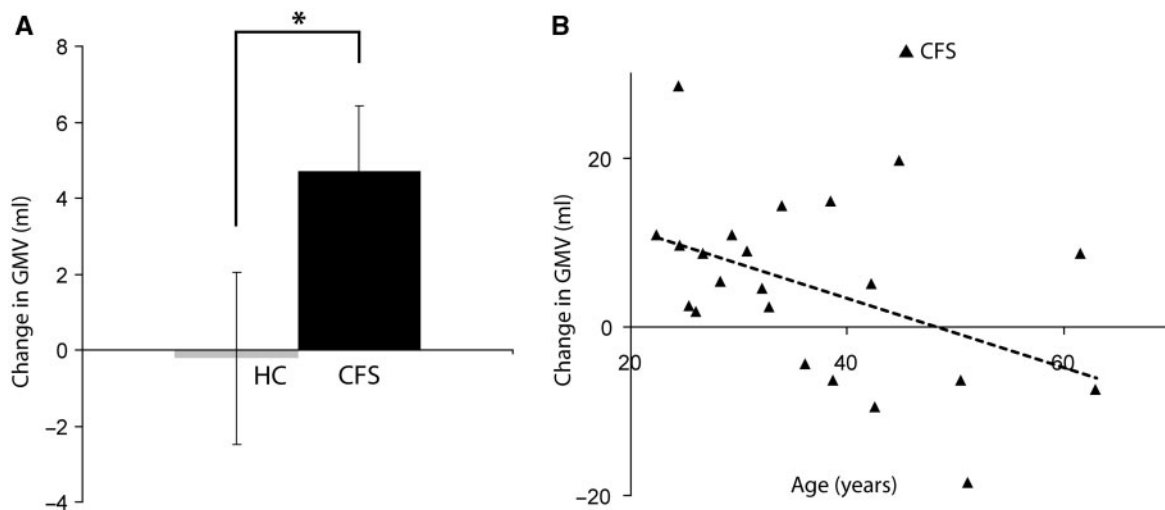 A
*
8
6
4
2
0
−2
−4
Change in GMV (ml)
HC
CFS
B
▲ CFS
20
0
−20
Change in GMV (ml)
20
40
60
Age (years)